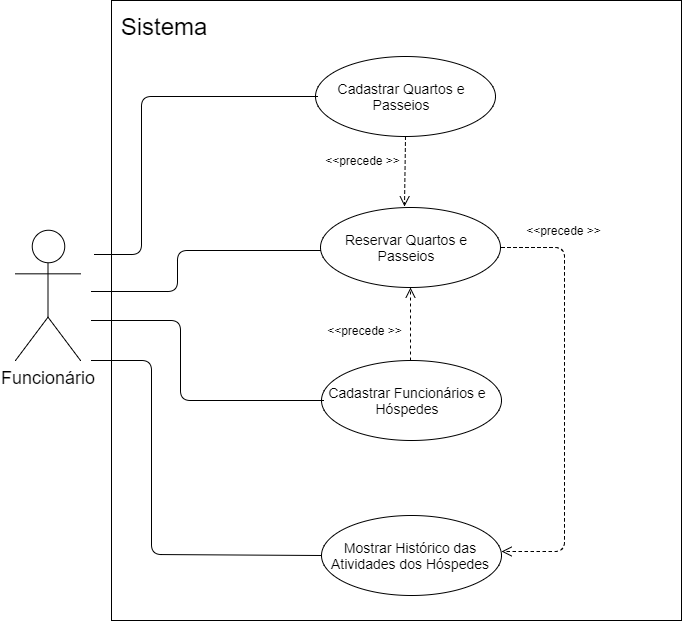 Sistema
Cadastrar Quartos e
Passeios
<<precede >>
Reservar Quartos e
Passeios
<<precede >>
<<precede >>
Cadastrar Funcionários e
Hóspedes
Funcionário
Mostrar Histórico das
Atividades dos Hóspedes